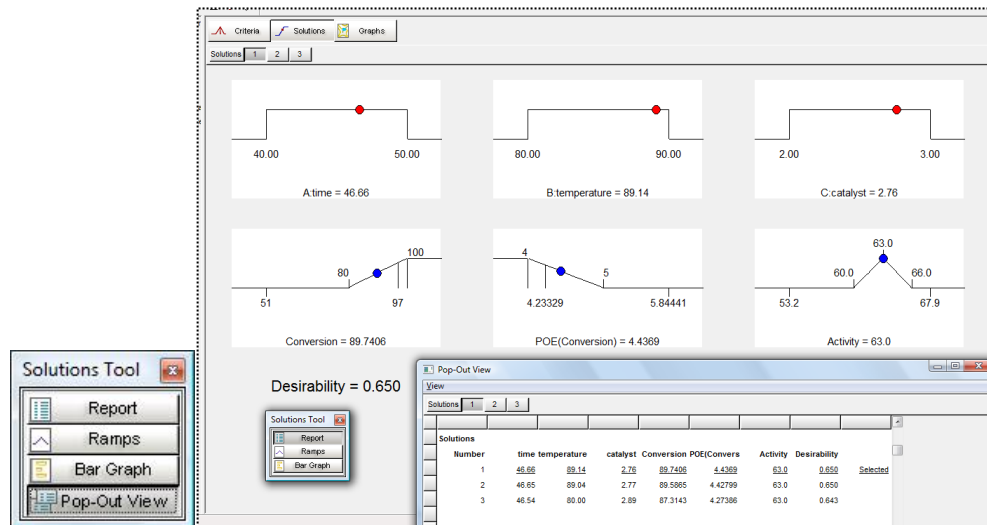 Criteria Solutions Graphs
Solutions 1 2 3
40.00 50.00
A:time = 46.66
80.00 90.00
B:temperature = 89.14
2.00 3.00
C:catalyst = 2.76
100
80
51 97
Conversion = 89.7406
4
5
4.23329 5.84441
POE(Conversion) = 4.4369
63.0
60.0 66.0
53.2 67.9
Activity = 63.0
Desirability = 0.650
Solutions Tool
Report
Ramps
Bar Graph
Pop-Out View
Solutions Tool
Report
Ramps
Bar Graph
Pop-Out View
View
Solutions 1 2 3
Solutions
Number time temperature catalyst Conversion POE(Convers Activity Desirability
1 46.66 89.14 2.76 89.7406 4.4369 63.0 0.650 Selected
2 46.65 89.04 2.77 89.5865 4.42799 63.0 0.650
3 46.54 80.00 2.89 87.3143 4.27386 63.0 0.643